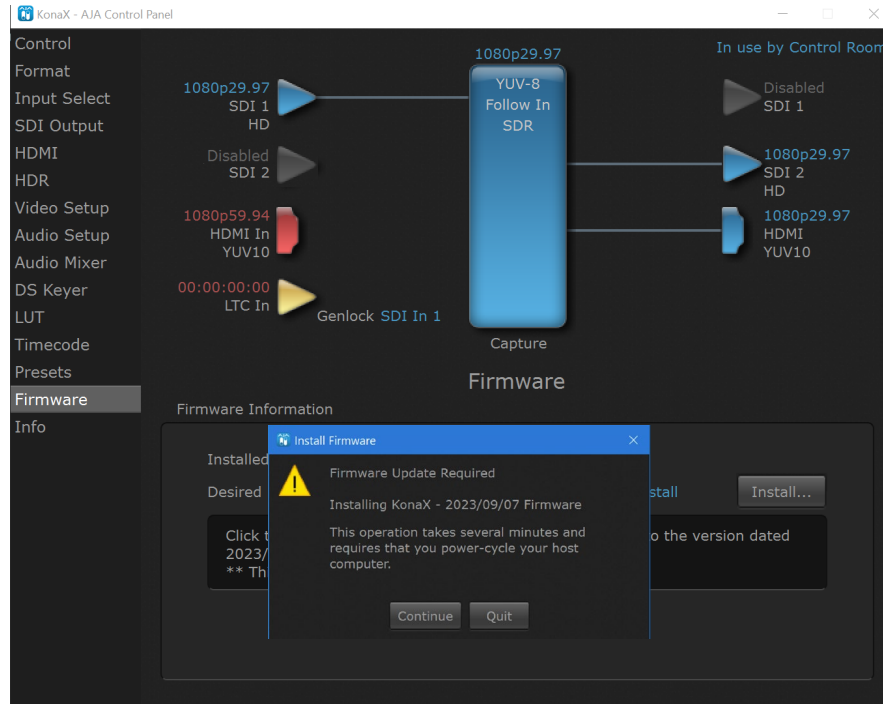 KonaX - AJA Control Panel
Control
Format
Input Select
SDI Output
HDMI
HDR
Video Setup
Audio Setup
Audio Mixer
DS Keyer
LUT
Timecode
Presets
Firmware
Info
In use by Control Room
1080p29.97
YUV-8
Follow In
SDR
1080p29.97
SDI 1
HD
Disabled
SDI 2
1080p59.94
HDMI In
YUV10
00:00:00:00
LTC In
Genlock SDI In 1
Capture
Disabled
SDI 1
1080p29.97
SDI 2
HD
1080p29.97
HDMI
YUV10
Firmware
Firmware Information
Installed
Desired
Install...
Click
2023/
** Th
o the version dated
Install Firmware
Firmware Update Required
Installing KonaX - 2023/09/07 Firmware
This operation takes several minutes and
requires that you power-cycle your host
computer.
Continue
Quit